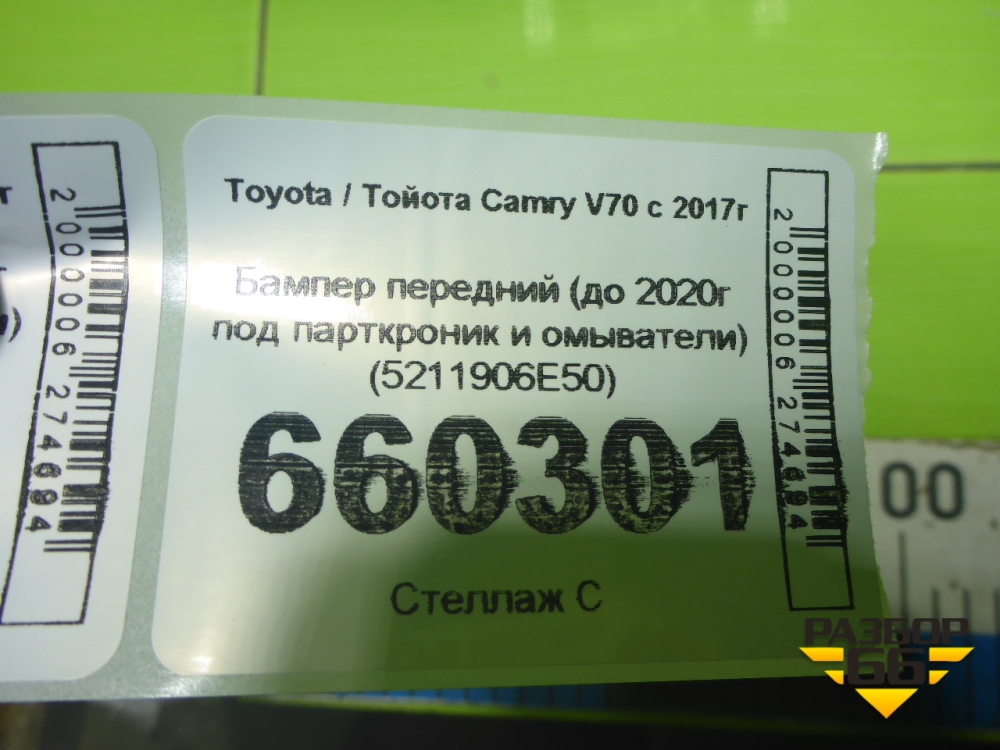 Toyota / Тойота Camry V70 с 2017г
Бампер передний (до 2020г
под парткроник и омыватели)
(5211906E50)
660301
Стеллаж С
2000006274694
2000006274694
г
)
00
РАЗБОР
66